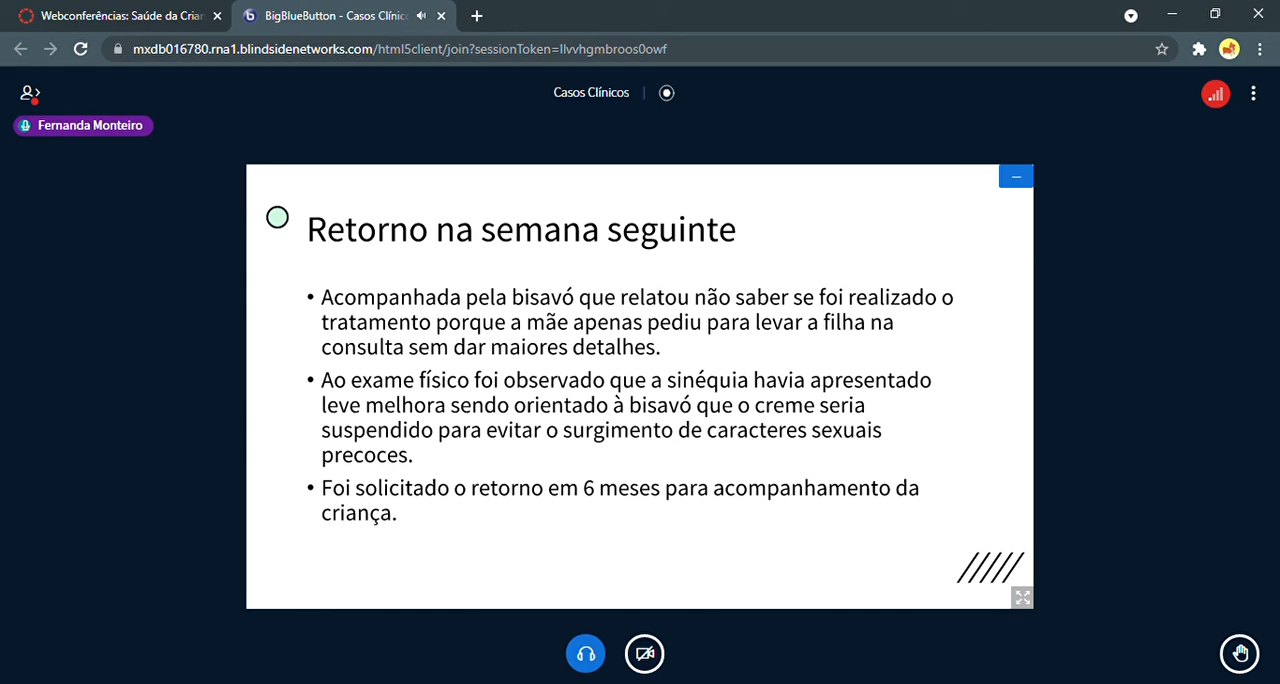 Webconferências: Saúde da Crian
BigBlueButton - Casos Clínic
mxdb016780.rna1.blindsidenetworks.com/html5client/join?sessionToken=llvvhgmbroos0owf
Casos Clínicos
Fernanda Monteiro
Retorno na semana seguinte
• Acompanhada pela bisavó que relatou não saber se foi realizado o
tratamento porque a mãe apenas pediu para levar a filha na
consulta sem dar maiores detalhes.
• Ao exame físico foi observado que a sinéquia havia apresentado
leve melhora sendo orientado à bisavó que o creme seria
suspendido para evitar o surgimento de caracteres sexuais
precoces.
• Foi solicitado o retorno em 6 meses para acompanhamento da
criança.